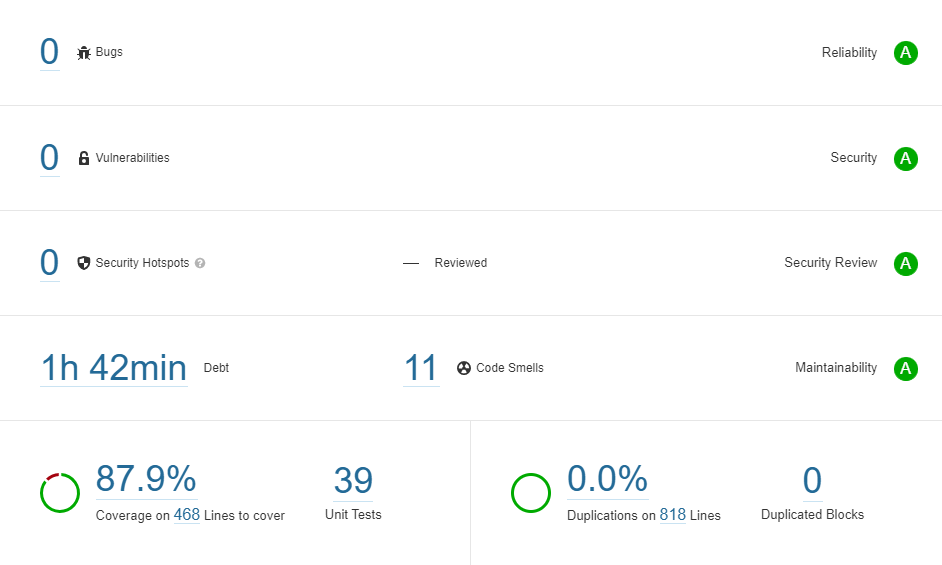 0 Bugs Reliability A
0 Vulnerabilities Security A
0 Security Hotspots ? — Reviewed Security Review A
1h 42min Debt 11 Code Smells Maintainability A
87.9% 39 0.0% 0
Coverage on 468 Lines to cover Unit Tests Duplications on 818 Lines Duplicated Blocks